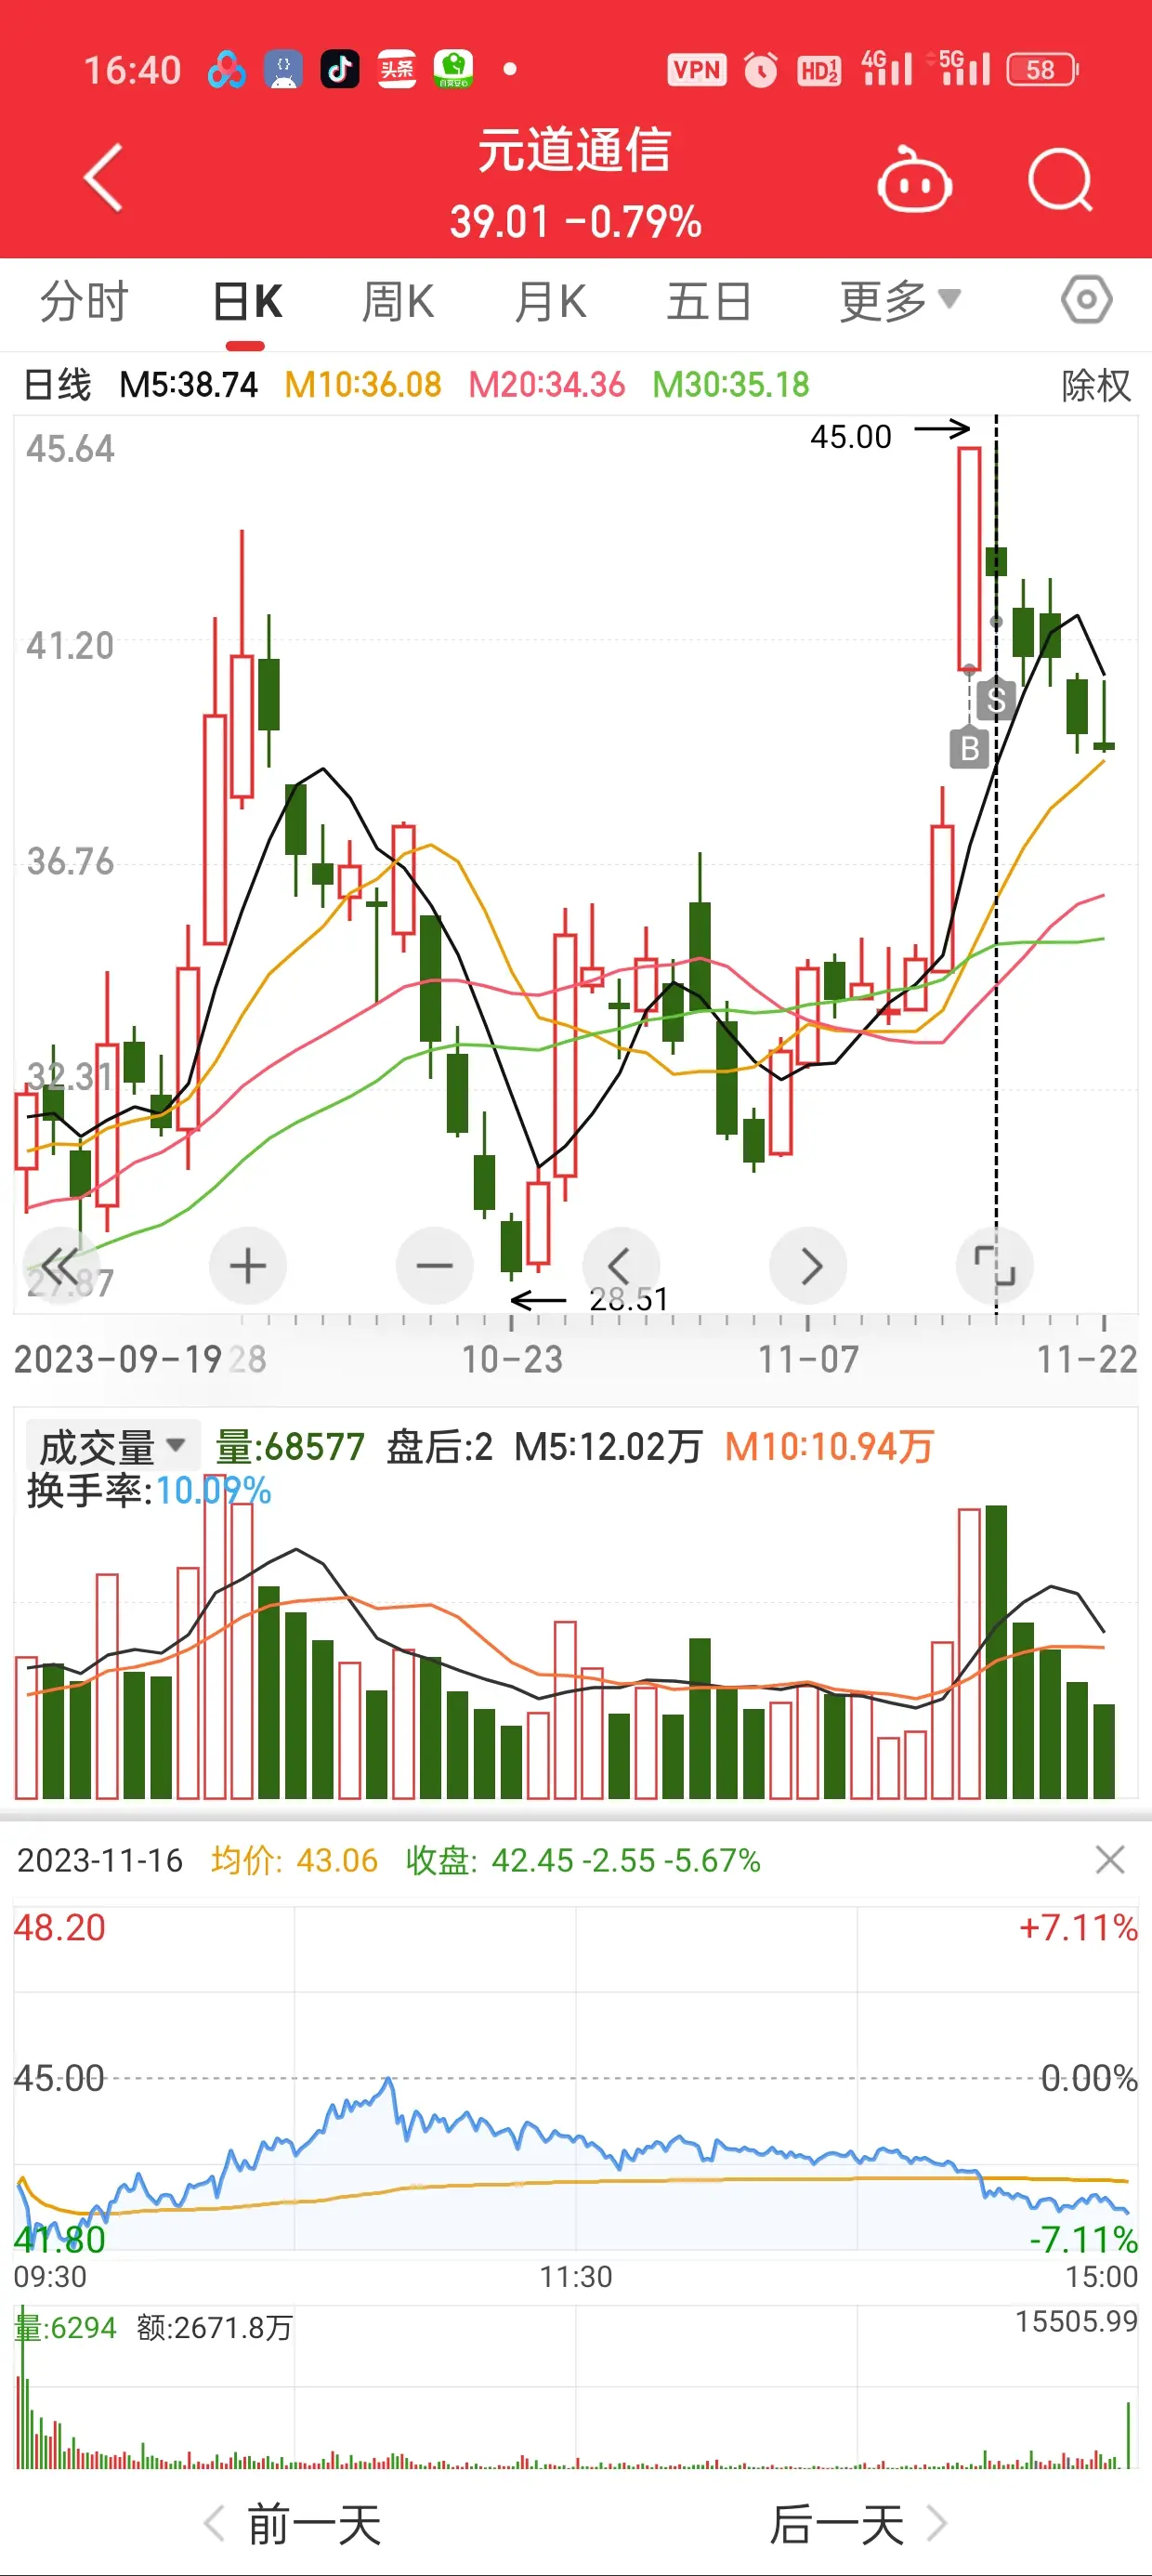 16:40 头条 VPN HD12 4G 5G 58
元道通信
39.01 -0.79%
分时 日K 周K 月K 五日 更多
日线 M5:38.74 M10:36.08 M20:34.36 M30:35.18 除权
45.64
45.00
41.20
S
B
36.76
32.31
27.87
28.51
2023-09-19 28 10-23 11-07 11-22
成交量 量:68577 盘后:2 M5:12.02万 M10:10.94万
换手率:10.09%
2023-11-16 均价: 43.06 收盘: 42.45 -2.55 -5.67%
48.20 +7.11%
45.00 0.00%
41.80 -7.11%
09:30 11:30 15:00
量:6294 额:2671.8万 15505.99
前一天 后一天